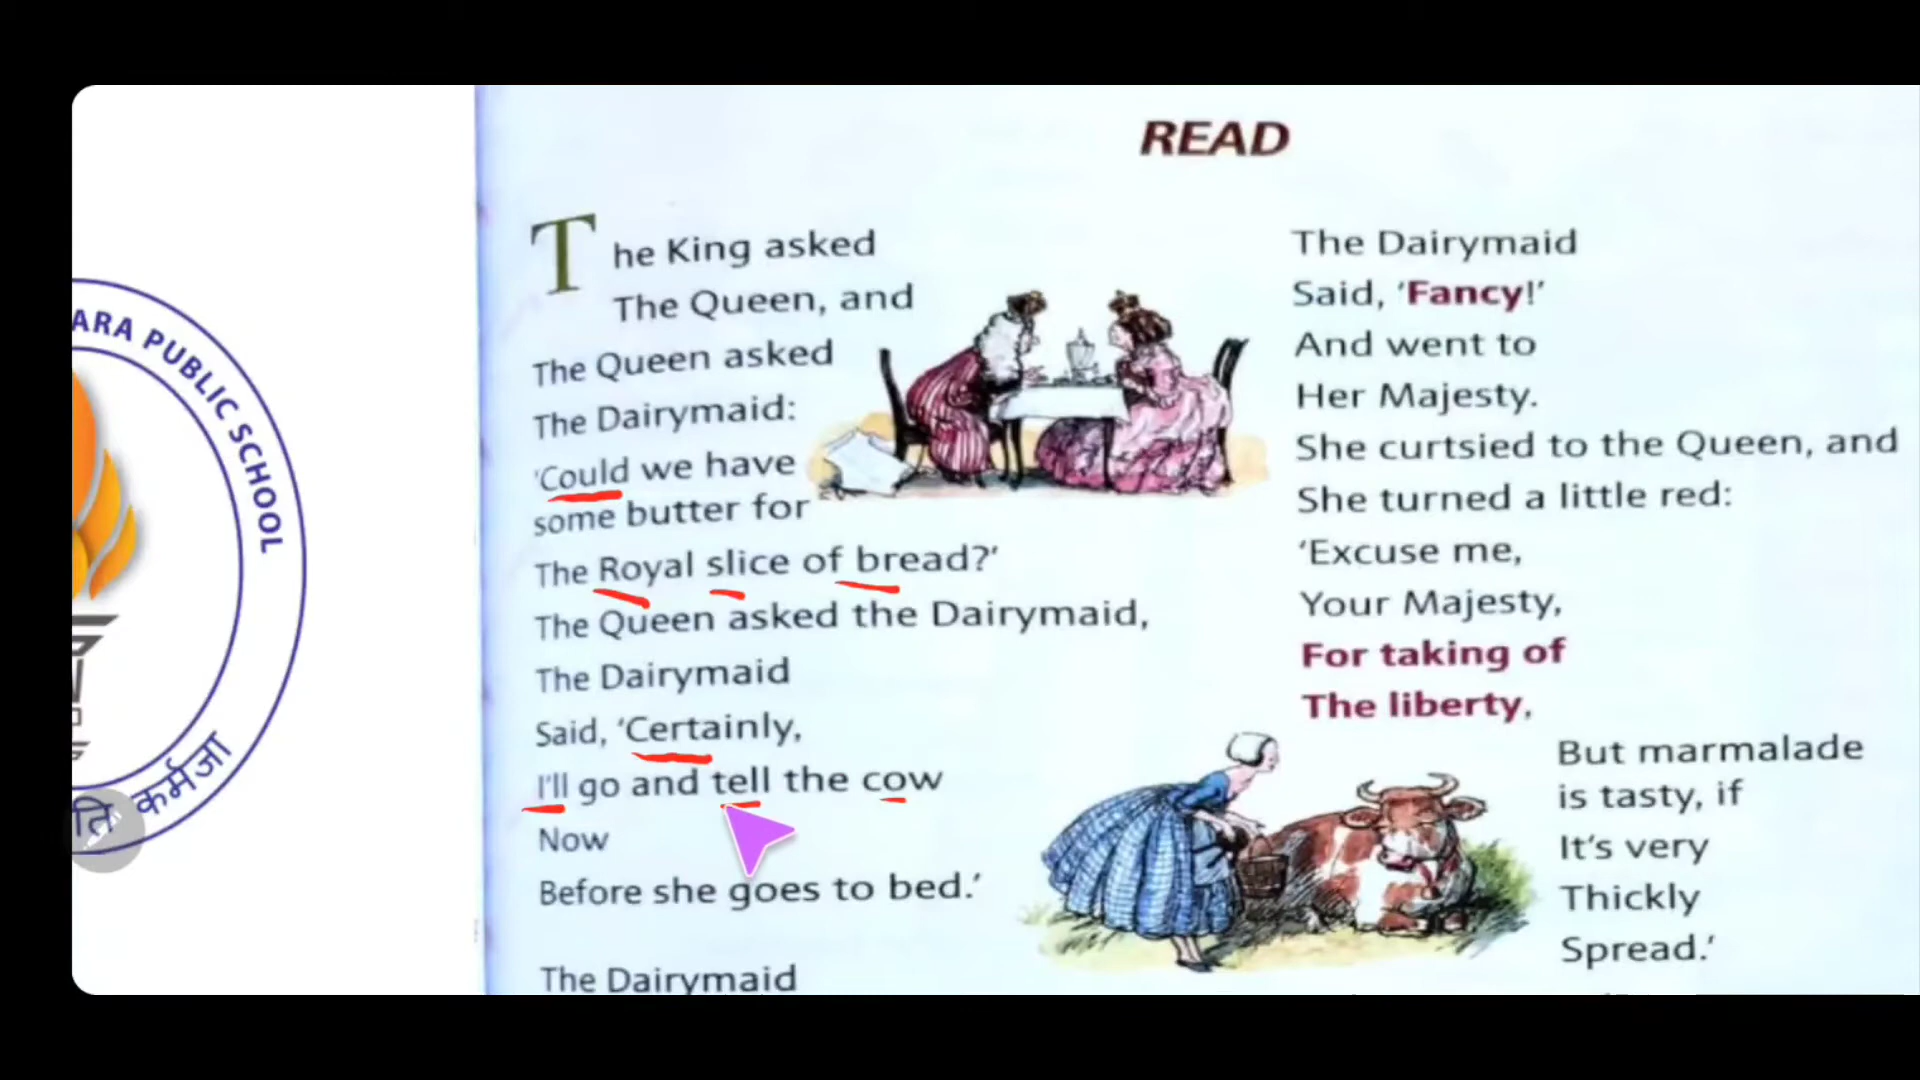 ARA PUBLIC SCHOOL
ति कर्मजा
READ
The King asked
The Queen, and
The Queen asked
The Dairymaid:
'Could we have
some butter for
The Royal slice of bread?'
The Queen asked the Dairymaid,
The Dairymaid
Said, 'Certainly,
I'll go and tell the cow
Now
Before she goes to bed.'
The Dairymaid
The Dairymaid
Said, 'Fancy!'
And went to
Her Majesty.
She curtsied to the Queen, and
She turned a little red:
'Excuse me,
Your Majesty,
For taking of
The liberty,
But marmalade
is tasty, if
It's very
Thickly
Spread.'